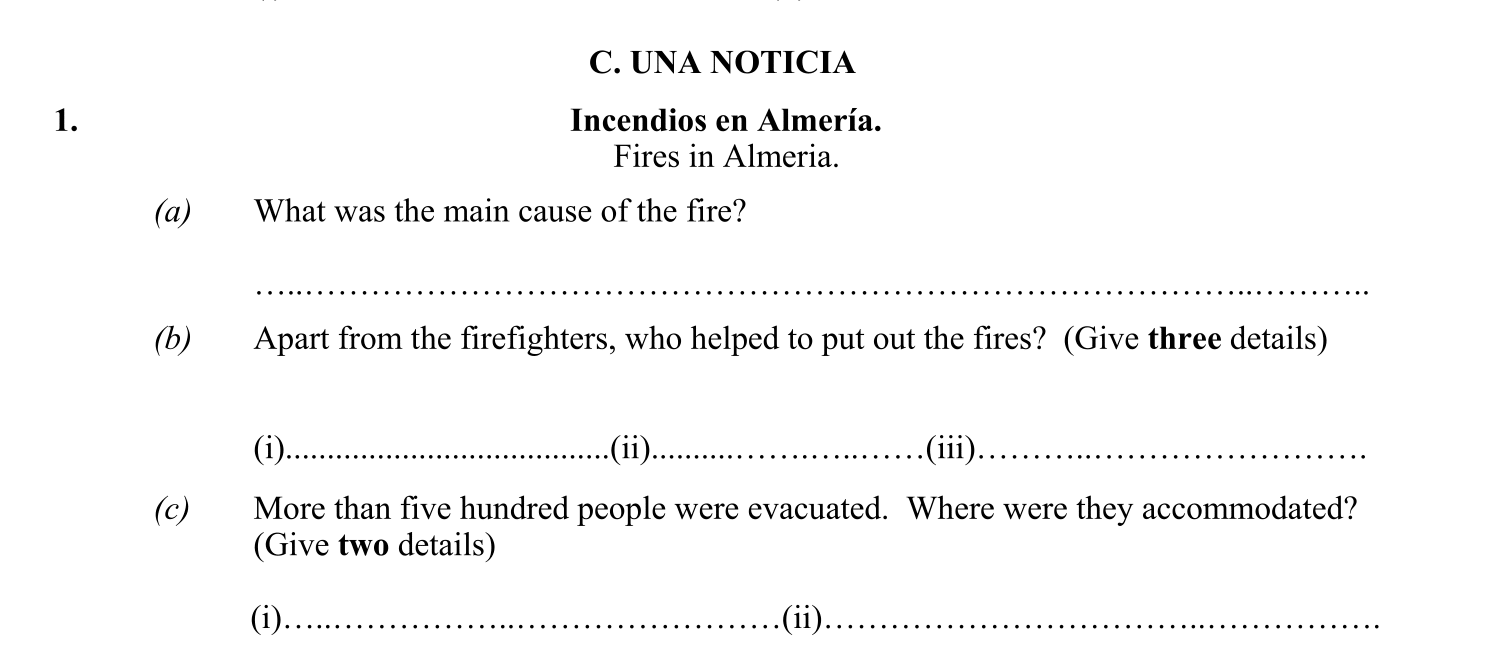 C. UNA NOTICIA
1. Incendios en Almería.
Fires in Almeria.
(a) What was the main cause of the fire?
…..…………………………………………………………………………..………..
(b) Apart from the firefighters, who helped to put out the fires? (Give three details)
(i).......................................(ii)..........…….…..……(iii)………..…………………….
(c) More than five hundred people were evacuated. Where were they accommodated?
(Give two details)
(i)…..……………..……………………(ii)……………………………..…………….